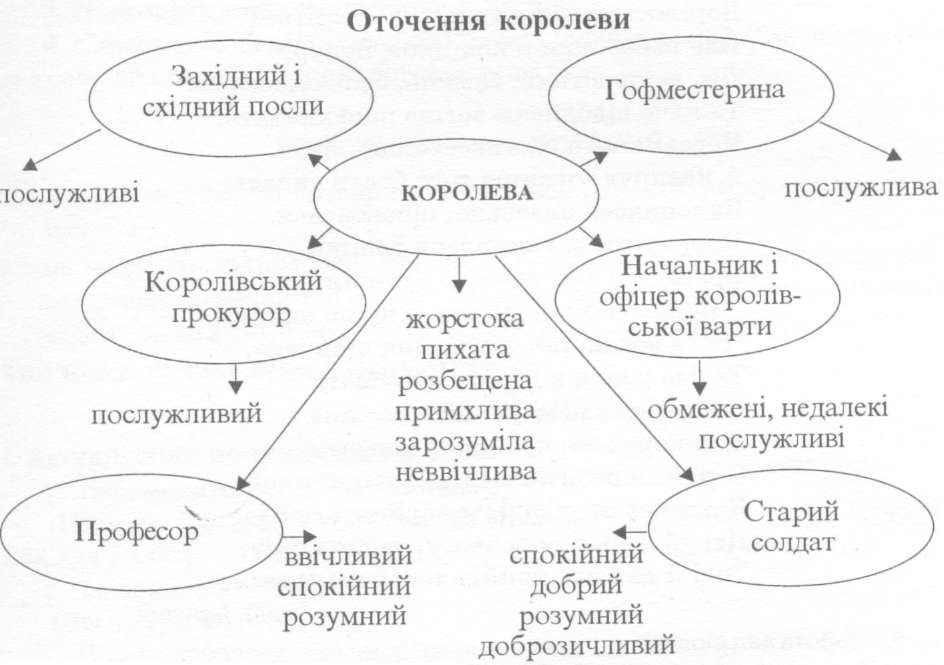 Оточення королеви
Західний і
східний посли
Гофместерина
послужливі
КОРОЛЕВА
послужлива
Королівський
прокурор
Начальник і
офіцер королів-
ської варти
жорстока
пихата
розбещена
примхлива
зарозуміла
неввічлива
послужливий
обмежені, недалекі
послужливі
Професор
ввічливий
спокійний
розумний
Старий
солдат
спокійний
добрий
розумний
доброзичливий